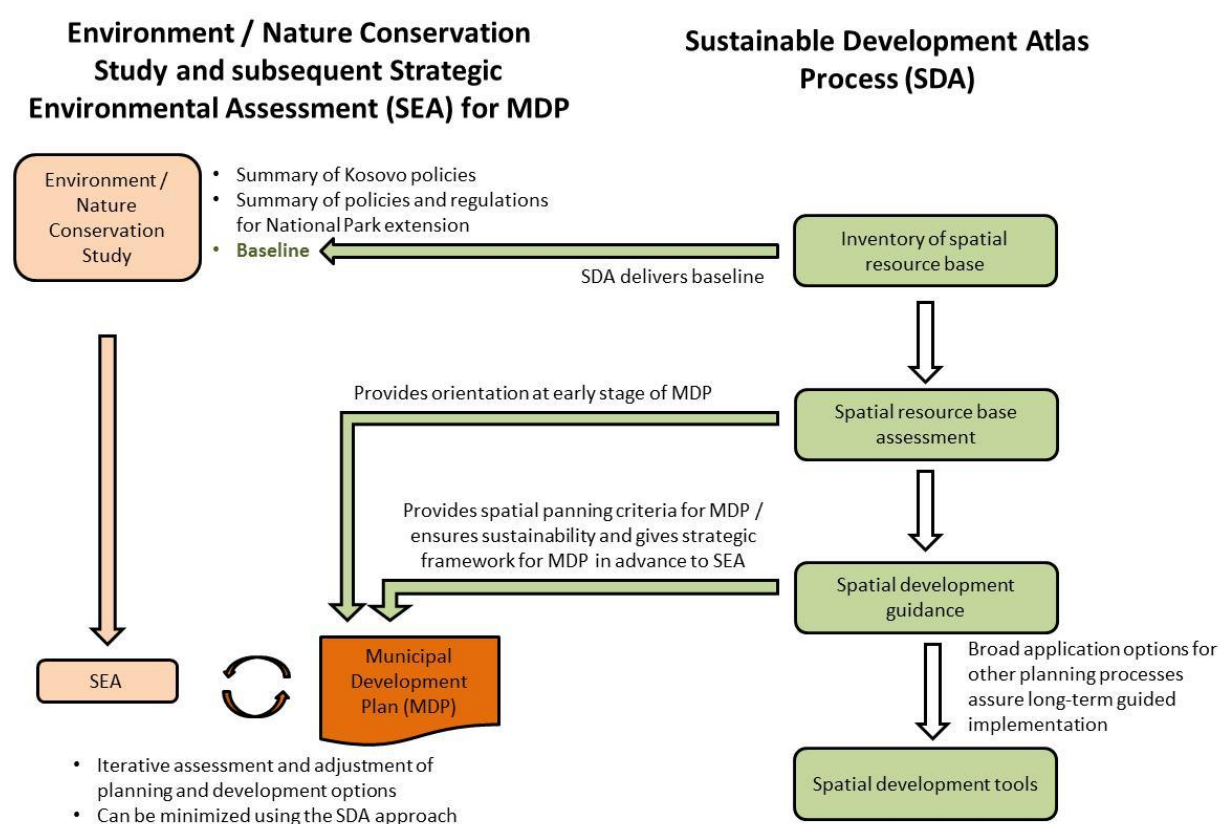 Environment / Nature Conservation
Study and subsequent Strategic
Environmental Assessment (SEA) for MDP
Sustainable Development Atlas
Process (SDA)
Environment /
Nature
Conservation
Study
• Summary of Kosovo policies
• Summary of policies and regulations
for National Park extension
• Baseline
SDA delivers baseline
Inventory of spatial
resource base
Provides orientation at early stage of MDP
Spatial resource base
assessment
Provides spatial panning criteria for MDP /
ensures sustainability and gives strategic
framework for MDP in advance to SEA
Spatial development
guidance
SEA
Municipal
Development
Plan (MDP)
Broad application options for
other planning processes
assure long-term guided
implementation
Spatial development tools
• Iterative assessment and adjustment of
planning and development options
• Can be minimized using the SDA approach